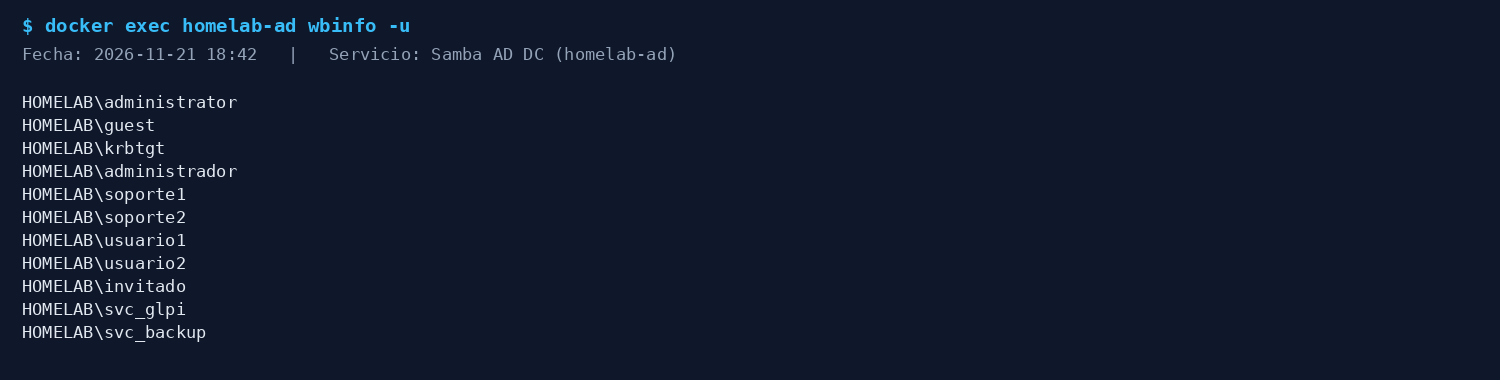 $ docker exec homelab-ad wbinfo -u
Fecha: 2026-11-21 18:42   |   Servicio: Samba AD DC (homelab-ad)
HOMELAB\administrator
HOMELAB\guest
HOMELAB\krbtgt
HOMELAB\administrador
HOMELAB\soporte1
HOMELAB\soporte2
HOMELAB\usuario1
HOMELAB\usuario2
HOMELAB\invitado
HOMELAB\svc_glpi
HOMELAB\svc_backup